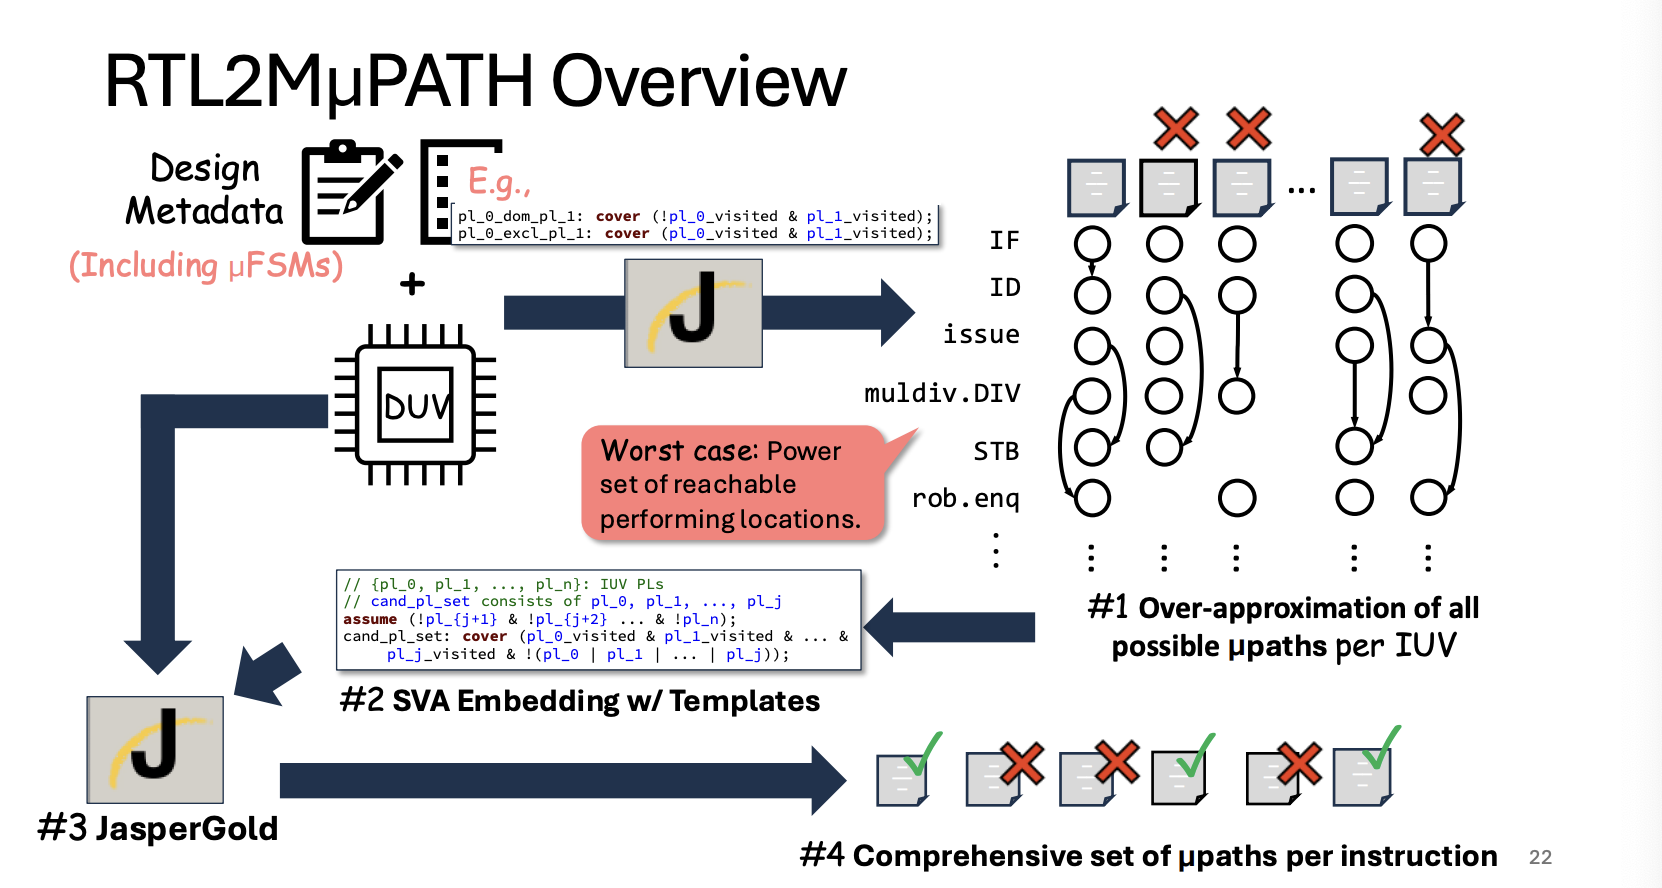 RTL2MµPATH Overview
Design
Metadata
(Including µFSMs)
E.g.,
pl_0_dom_pl_1: cover (!pl_0_visited & pl_1_visited);
pl_0_excl_pl_1: cover (pl_0_visited & pl_1_visited);
+
J
DUV
...
IF
ID
issue
muldiv.DIV
STB
rob.enq
Worst case: Power
set of reachable
performing locations.
#1 Over-approximation of all
possible µpaths per IUV
// {pl_0, pl_1, ..., pl_n}: IUV PLs
// cand_pl_set consists of pl_0, pl_1, ..., pl_j
assume (!pl_{j+1} & !pl_{j+2} ... & !pl_n);
cand_pl_set: cover (pl_0_visited & pl_1_visited & ... &
pl_j_visited & !(pl_0 | pl_1 | ... | pl_j));
#2 SVA Embedding w/ Templates
J
#3 JasperGold
#4 Comprehensive set of µpaths per instruction
22